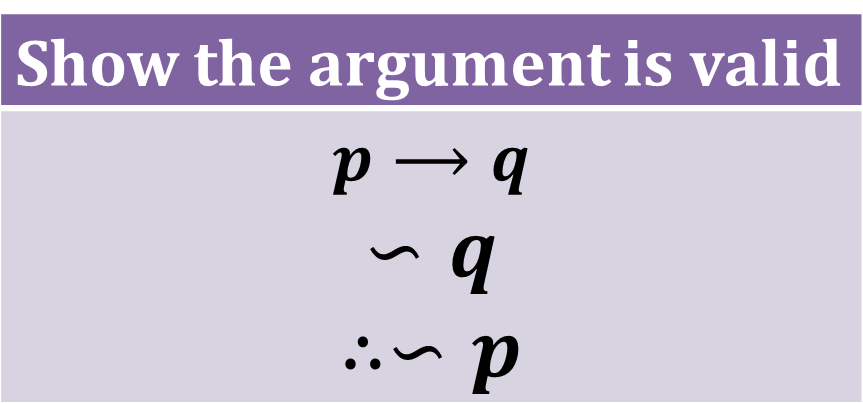 Show the argument is valid
p ⟶ q
∽ q
∴ ∽ p